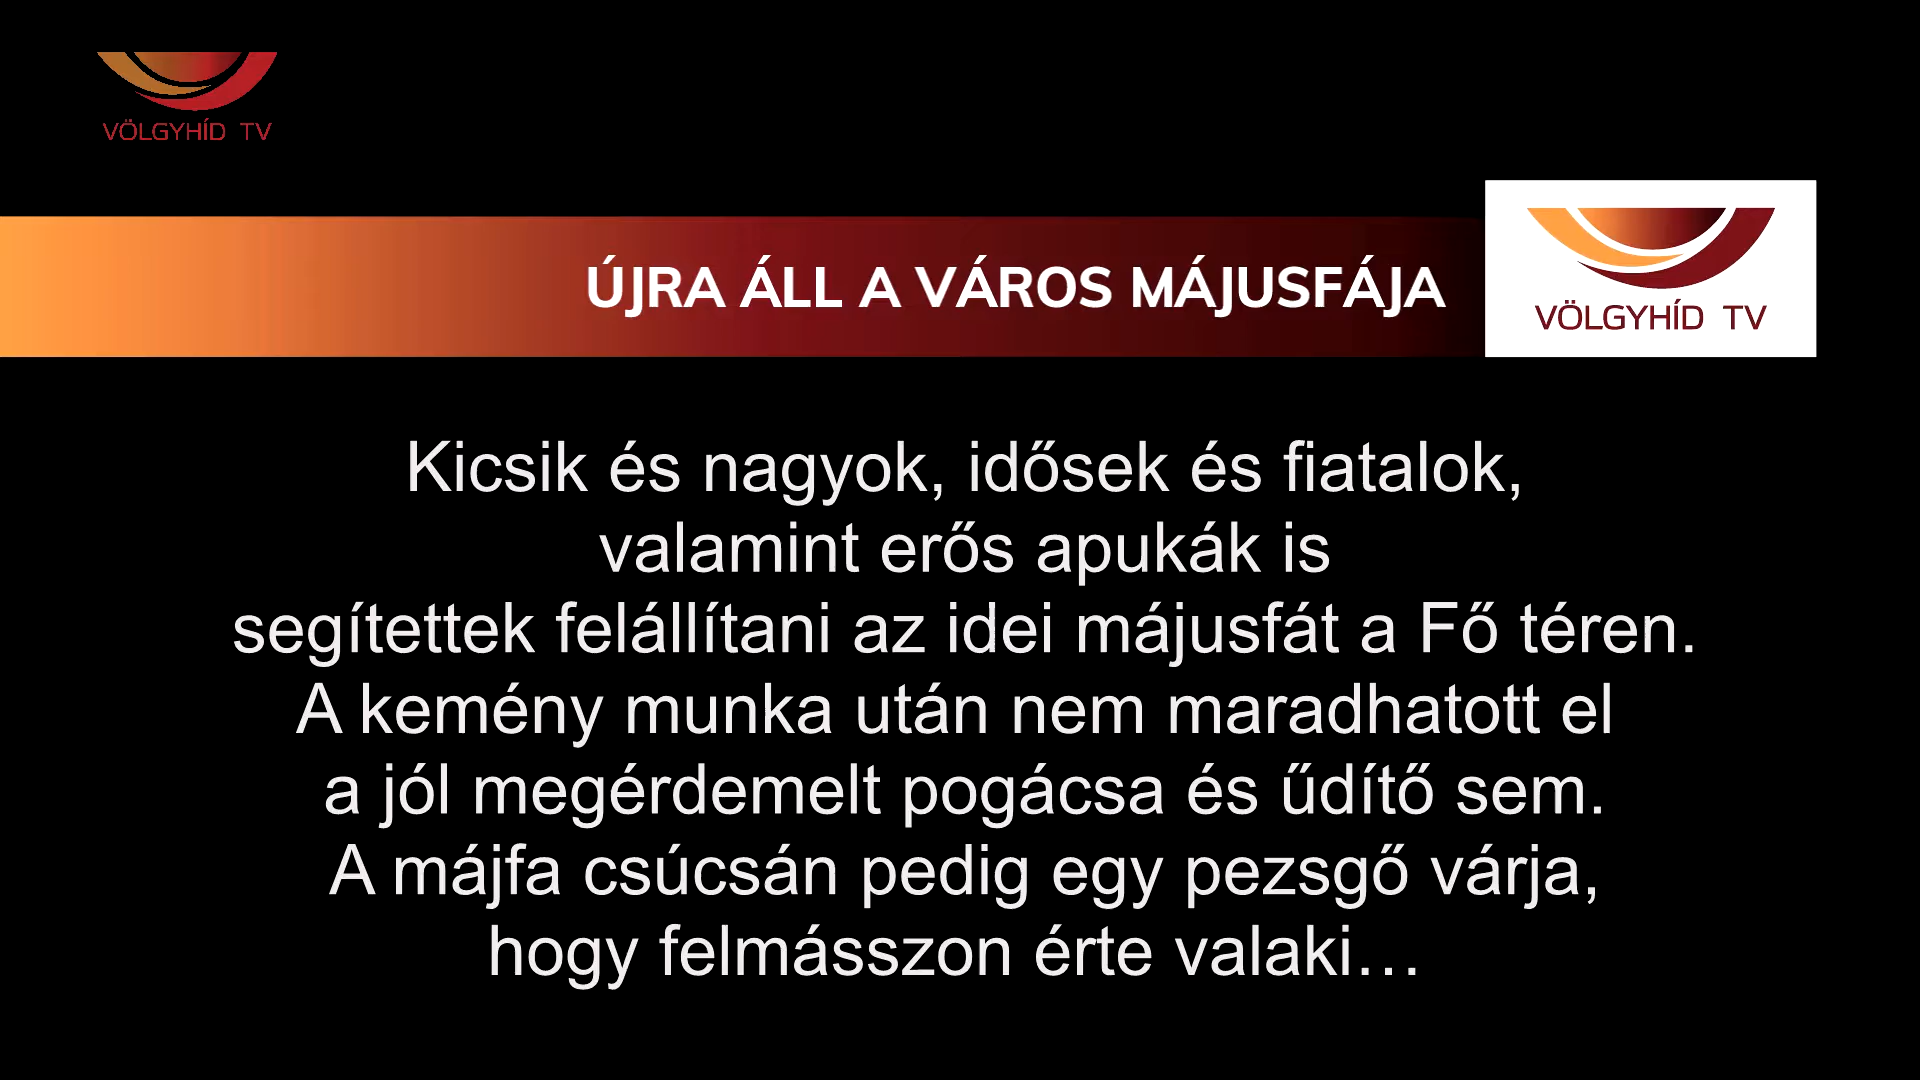 VÖLGYHÍD TV
ÚJRA ÁLL A VÁROS MÁJUSFÁJA
VÖLGYHÍD TV
Kicsik és nagyok, idősek és fiatalok,
valamint erős apukák is
segítettek felállítani az idei májusfát a Fő téren.
A kemény munka után nem maradhatott el
a jól megérdemelt pogácsa és űdítő sem.
A májfa csúcsán pedig egy pezsgő várja,
hogy felmásszon érte valaki…